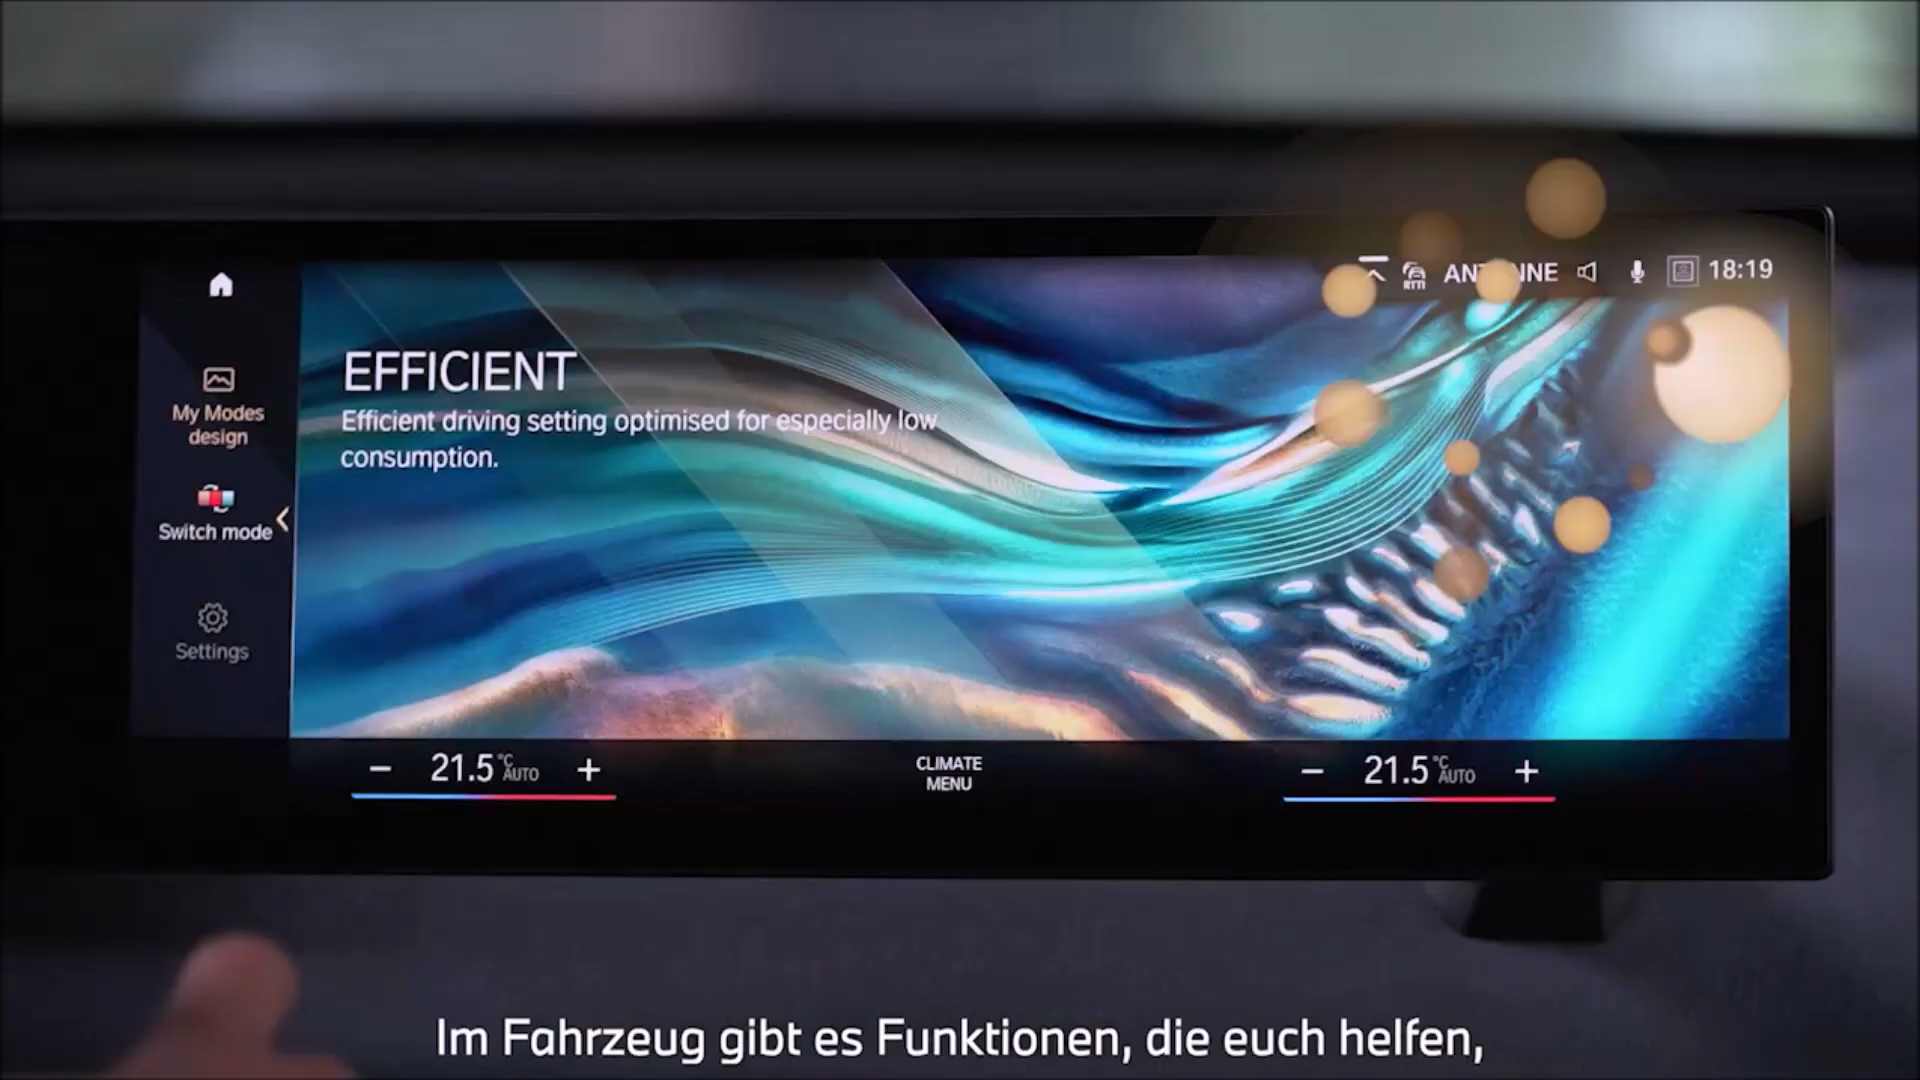 RTTI
18:19
My Modes
design
Switch mode
Settings
EFFICIENT
Efficient driving setting optimised for especially low
consumption.
21.5 °C AUTO
CLIMATE
MENU
21.5 °C AUTO
Im Fahrzeug gibt es Funktionen, die euch helfen,